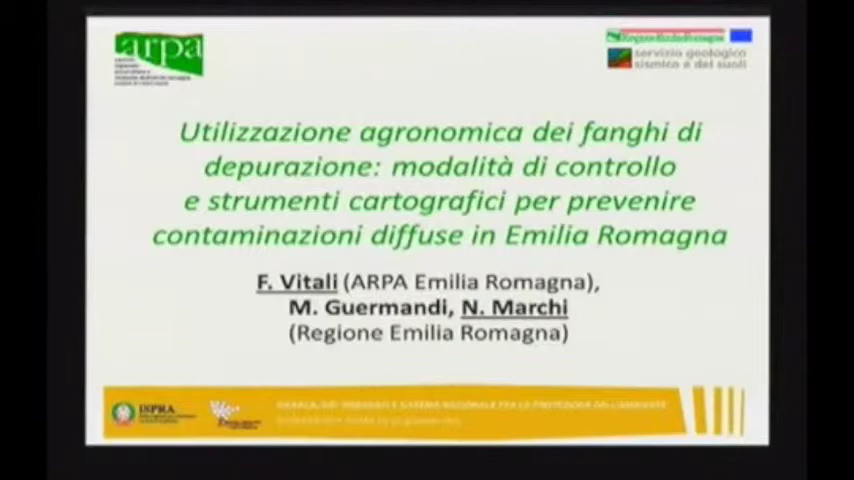 arpa
RegioneEmiliaRomagna
servizio geologico
sismico e dei suoli
Utilizzazione agronomica dei fanghi di
depurazione: modalità di controllo
e strumenti cartografici per prevenire
contaminazioni diffuse in Emilia Romagna
F. Vitali (ARPA Emilia Romagna),
M. Guermandi, N. Marchi
(Regione Emilia Romagna)
ISPRA